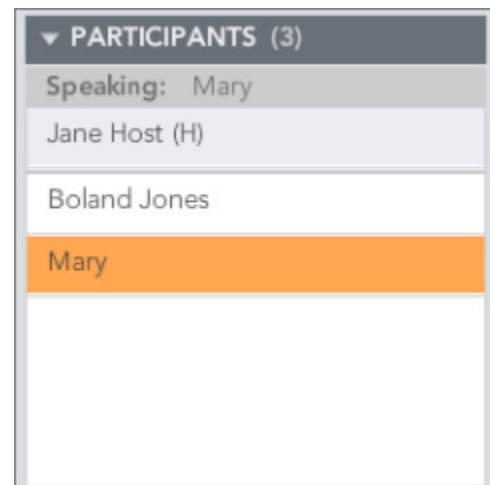 PARTICIPANTS (3)
Speaking: Mary
Jane Host (H)
Boland Jones
Mary